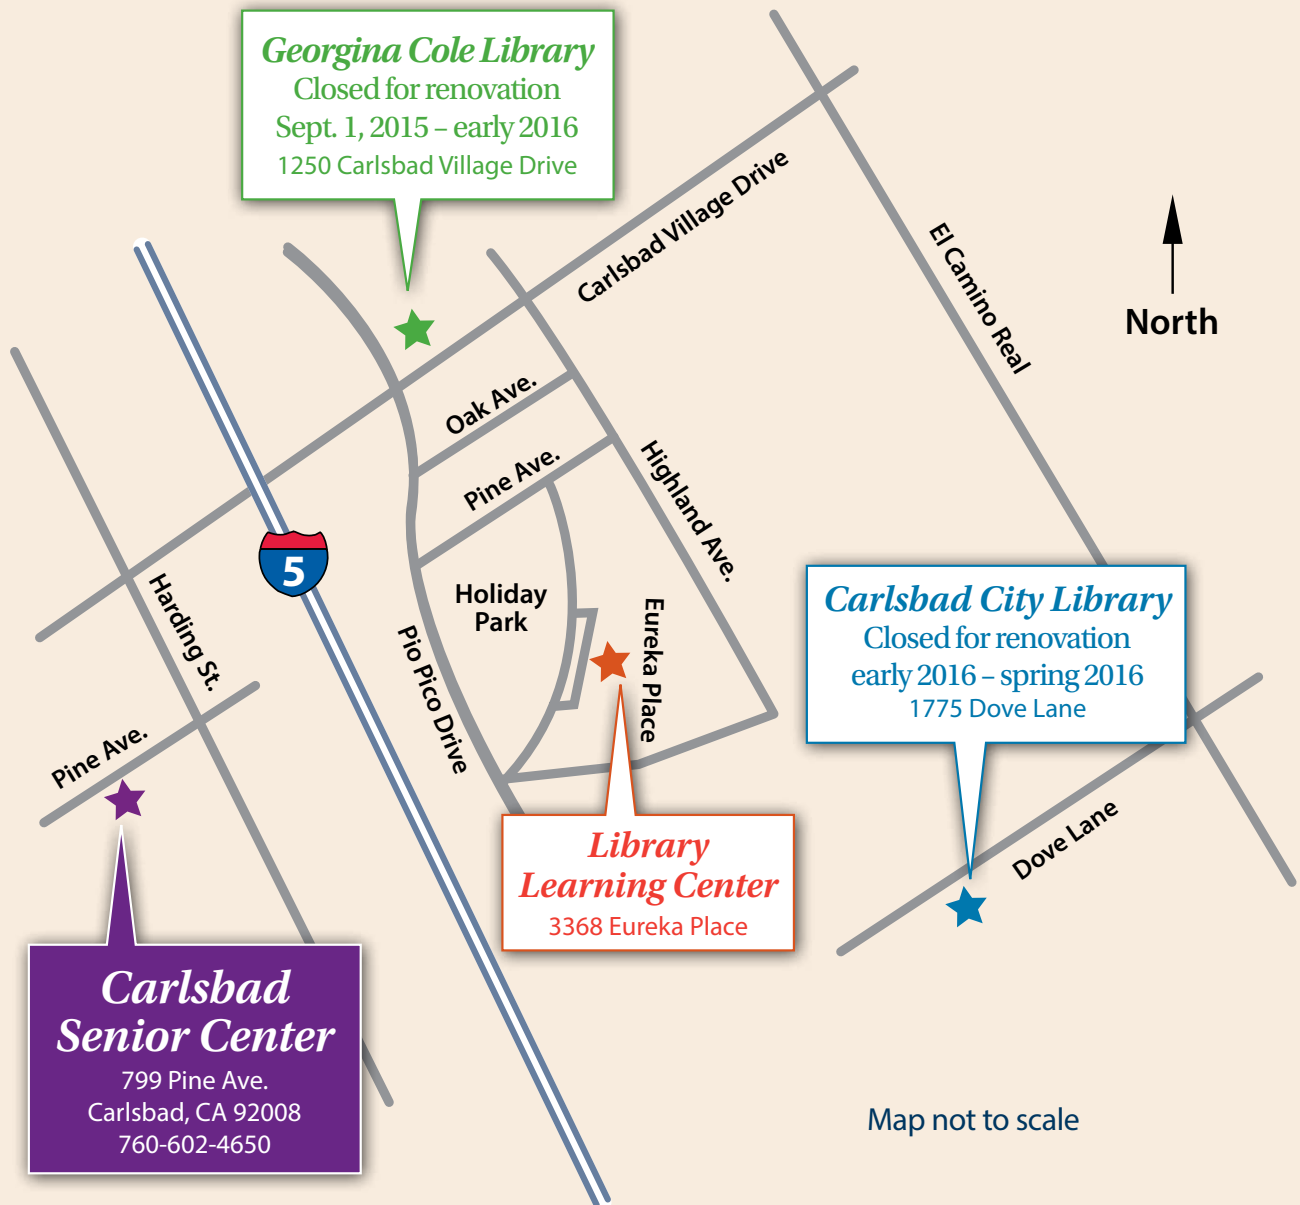 Georgina Cole Library
Closed for renovation
Sept. 1, 2015 – early 2016
1250 Carlsbad Village Drive
Carlsbad Village Drive
El Camino Real
North
Oak Ave.
Pine Ave.
Highland Ave.
5
Harding St.
Holiday
Park
Pio Pico Drive
Eureka Place
Carlsbad City Library
Closed for renovation
early 2016 – spring 2016
1775 Dove Lane
Pine Ave.
Dove Lane
Library
Learning Center
3368 Eureka Place
Carlsbad
Senior Center
799 Pine Ave.
Carlsbad, CA 92008
760-602-4650
Map not to scale